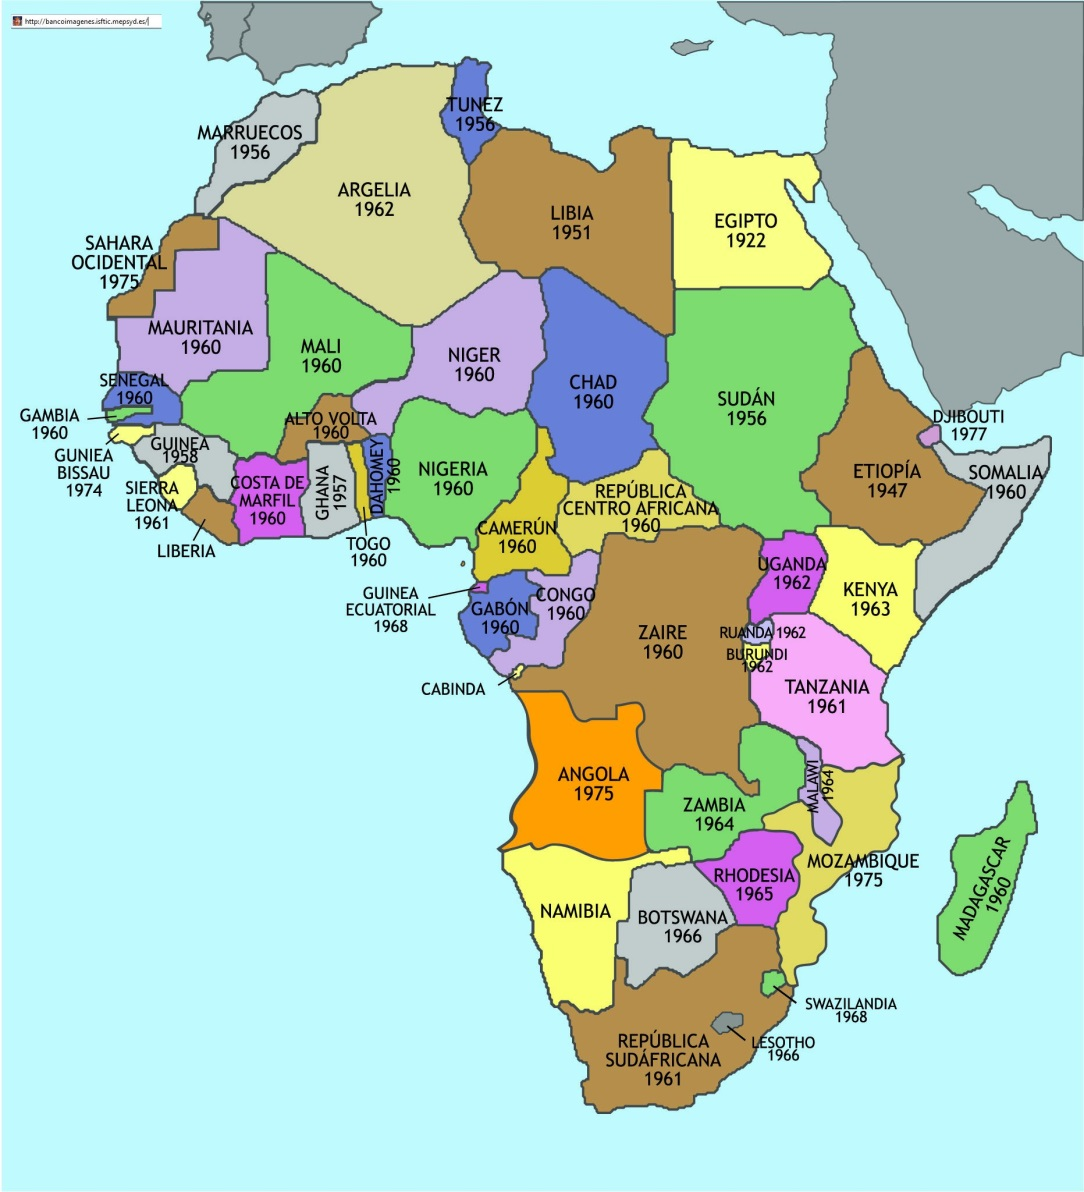 http://bancoimagenes.isftic.mepsyd.es/
TUNEZ
1956
MARRUECOS
1956
ARGELIA
1962
LIBIA
1951
EGIPTO
1922
SAHARA
OCIDENTAL
1975
MAURITANIA
1960
MALI
1960
NIGER
1960
CHAD
1960
SUDÁN
1956
SENEGAL
1960
GAMBIA
1960
ALTO VOLTA
1960
DJIBOUTI
1977
GUINEA
1958
GUNIEA
BISSAU
1974
SIERRA
LEONA
1961
LIBERIA
COSTA DE
MARFIL
1960
GHANA
1957
DAHOMEY
1960
TOGO
1960
NIGERIA
1960
CAMERÚN
1960
REPÚBLICA
CENTRO AFRICANA
1960
ETIOPÍA
1947
SOMALIA
1960
GUINEA
ECUATORIAL
1968
GABÓN
1960
CONGO
1960
ZAIRE
1960
UGANDA
1962
KENYA
1963
RUANDA 1962
BURUNDI
1962
TANZANIA
1961
CABINDA
ANGOLA
1975
ZAMBIA
1964
MALAWI
1964
MOZAMBIQUE
1975
RHODESIA
1965
NAMIBIA
BOTSWANA
1966
MADAGASCAR
1960
SWAZILANDIA
1968
LESOTHO
1966
REPÚBLICA
SUDÁFRICANA
1961